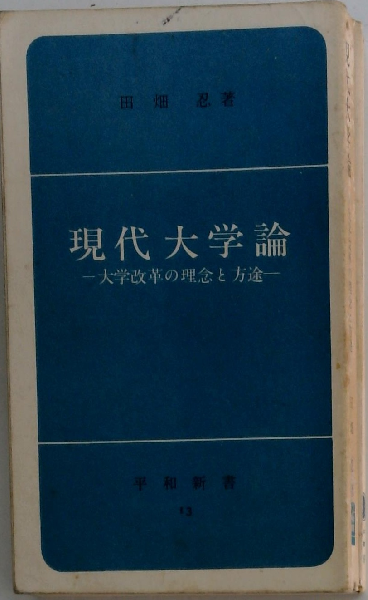 田畑 忍著
現代大学論
―大学改革の理念と方途―
平和新書
13